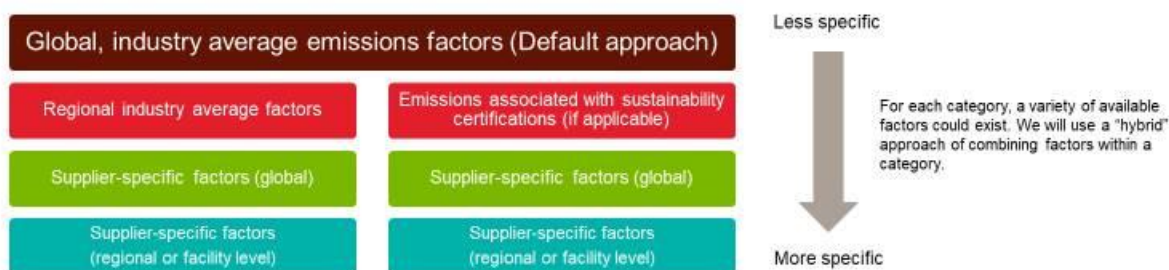 Global, industry average emissions factors (Default approach)
Regional industry average factors
Emissions associated with sustainability
certifications (if applicable)
Supplier-specific factors (global)
Supplier-specific factors (global)
Supplier-specific factors
(regional or facility level)
Supplier-specific factors
(regional or facility level)
Less specific
For each category, a variety of available
factors could exist. We will use a "hybrid"
approach of combining factors within a
category.
More specific